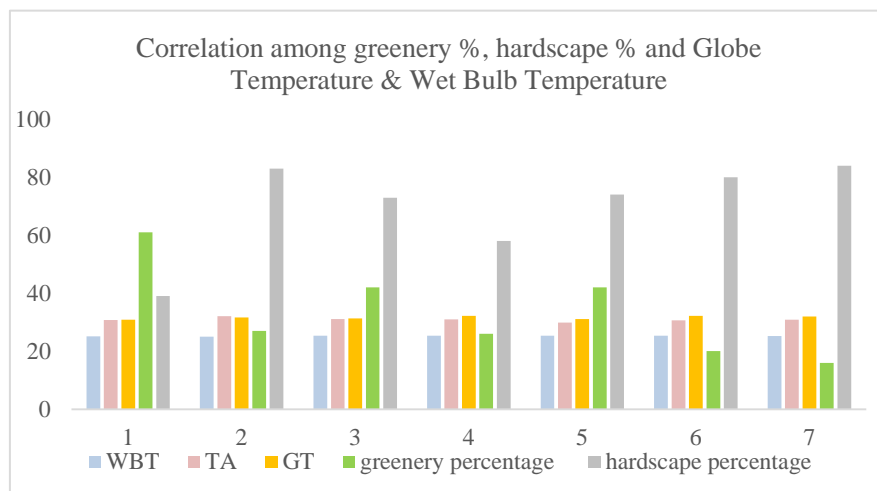 Correlation among greenery %, hardscape % and Globe
Temperature & Wet Bulb Temperature
100
80
60
40
20
0
1 2 3 4 5 6 7
WBT TA GT greenery percentage hardscape percentage